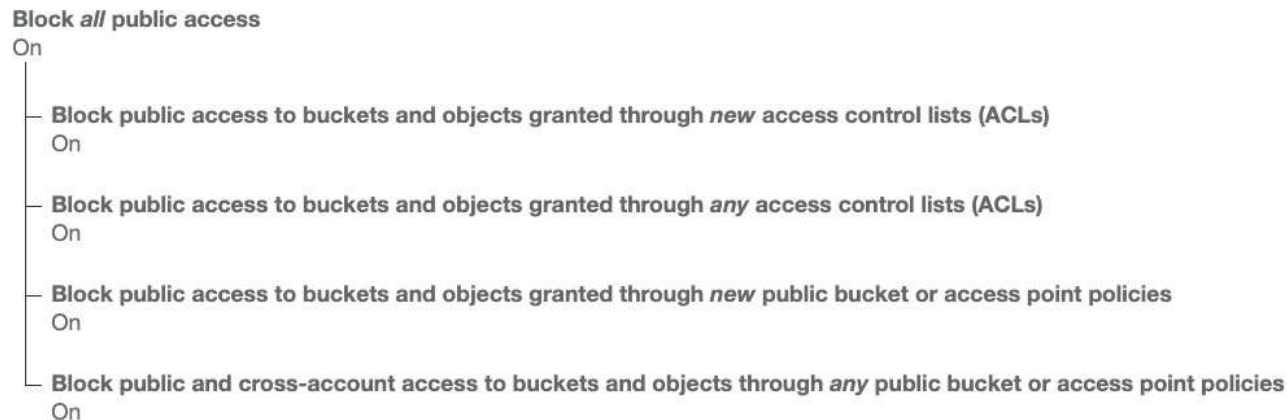 Block all public access
On
Block public access to buckets and objects granted through new access control lists (ACLs)
On
Block public access to buckets and objects granted through any access control lists (ACLs)
On
Block public access to buckets and objects granted through new public bucket or access point policies
On
Block public and cross-account access to buckets and objects through any public bucket or access point policies
On